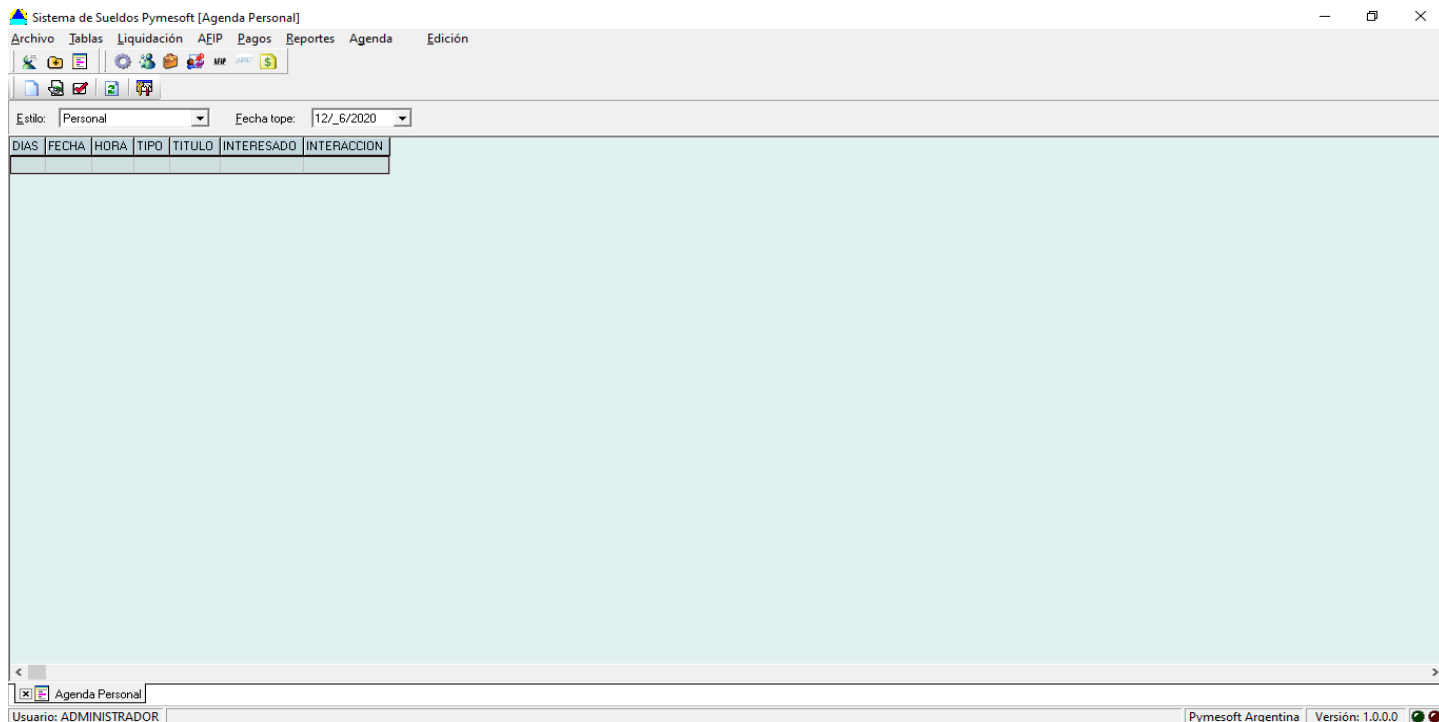 Sistema de Sueldos Pymesoft [Agenda Personal]
Archivo Tablas Liquidación AFIP Pagos Reportes Agenda Edición
AFIP
Estilo: Personal Fecha tope: 12/_6/2020
DIAS FECHA HORA TIPO TITULO INTERESADO INTERACCION
Agenda Personal
Usuario: ADMINISTRADOR Pymesoft Argentina Versión: 1.0.0.0